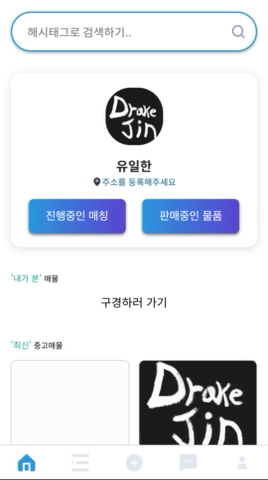 해시태그로 검색하기..
Drake
Jin
유일한
주소를 등록해주세요
진행중인 매칭
판매중인 물품
'내가 본' 매물
구경하러 가기
'최신' 중고매물
Drake
Jin